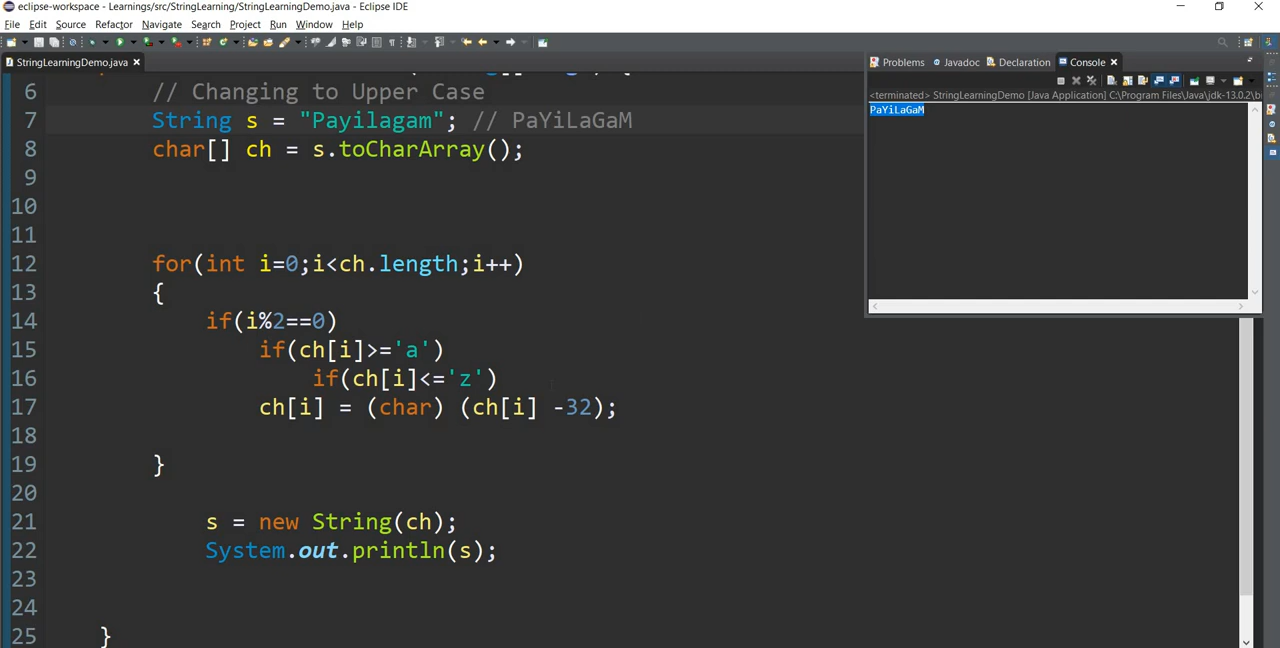 eclipse-workspace - Learnings/src/StringLearning/StringLearningDemo.java - Eclipse IDE
File Edit Source Refactor Navigate Search Project Run Window Help
StringLearningDemo.java
Problems Javadoc Declaration Console
<terminated> StringLearningDemo [Java Application] C:\Program Files\Java\jdk-13.0.2\b
PaYiLaGaM
6 // Changing to Upper Case
7 String s = "Payilagam"; // PaYiLaGaM
8 char[] ch = s.toCharArray();
9
10
11
12 for(int i=0;i<ch.length;i++)
13 {
14 if(i%2==0)
15 if(ch[i]>='a')
16 if(ch[i]<='z')
17 ch[i] = (char) (ch[i] -32);
18
19 }
20
21 s = new String(ch);
22 System.out.println(s);
23
24
25 }